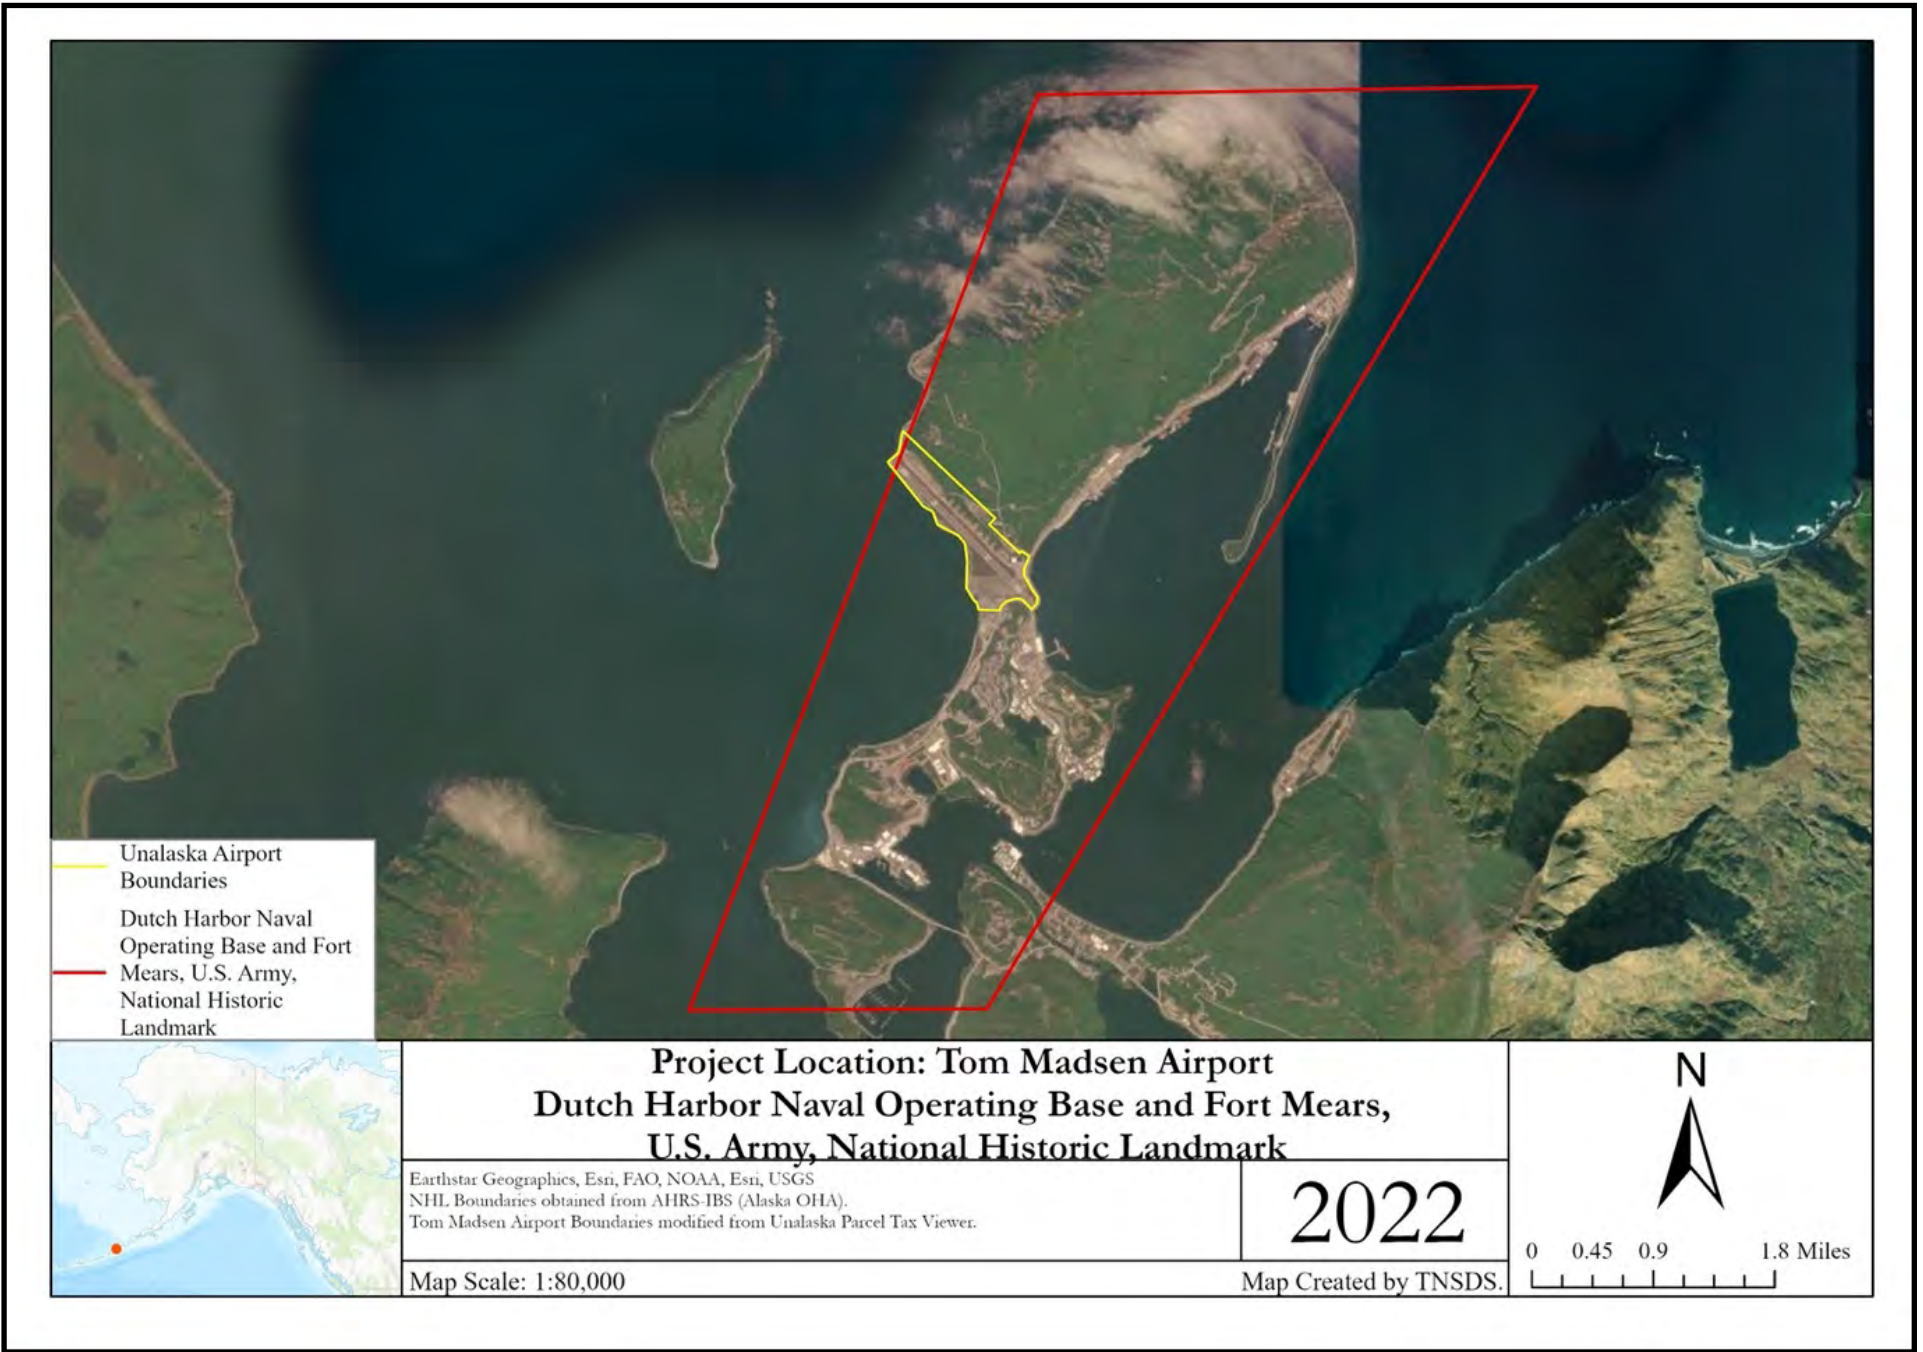 Unalaska Airport
Boundaries
Dutch Harbor Naval
Operating Base and Fort
Mears, U.S. Army,
National Historic
Landmark
Project Location: Tom Madsen Airport
Dutch Harbor Naval Operating Base and Fort Mears,
U.S. Army, National Historic Landmark
Earthstar Geographics, Esri, FAO, NOAA, Esri, USGS
NHL Boundaries obtained from AHRS-IBS (Alaska OHA).
Tom Madsen Airport Boundaries modified from Unalaska Parcel Tax Viewer.
2022
Map Scale: 1:80,000
Map Created by TNSDS.
N
0 0.45 0.9 1.8 Miles